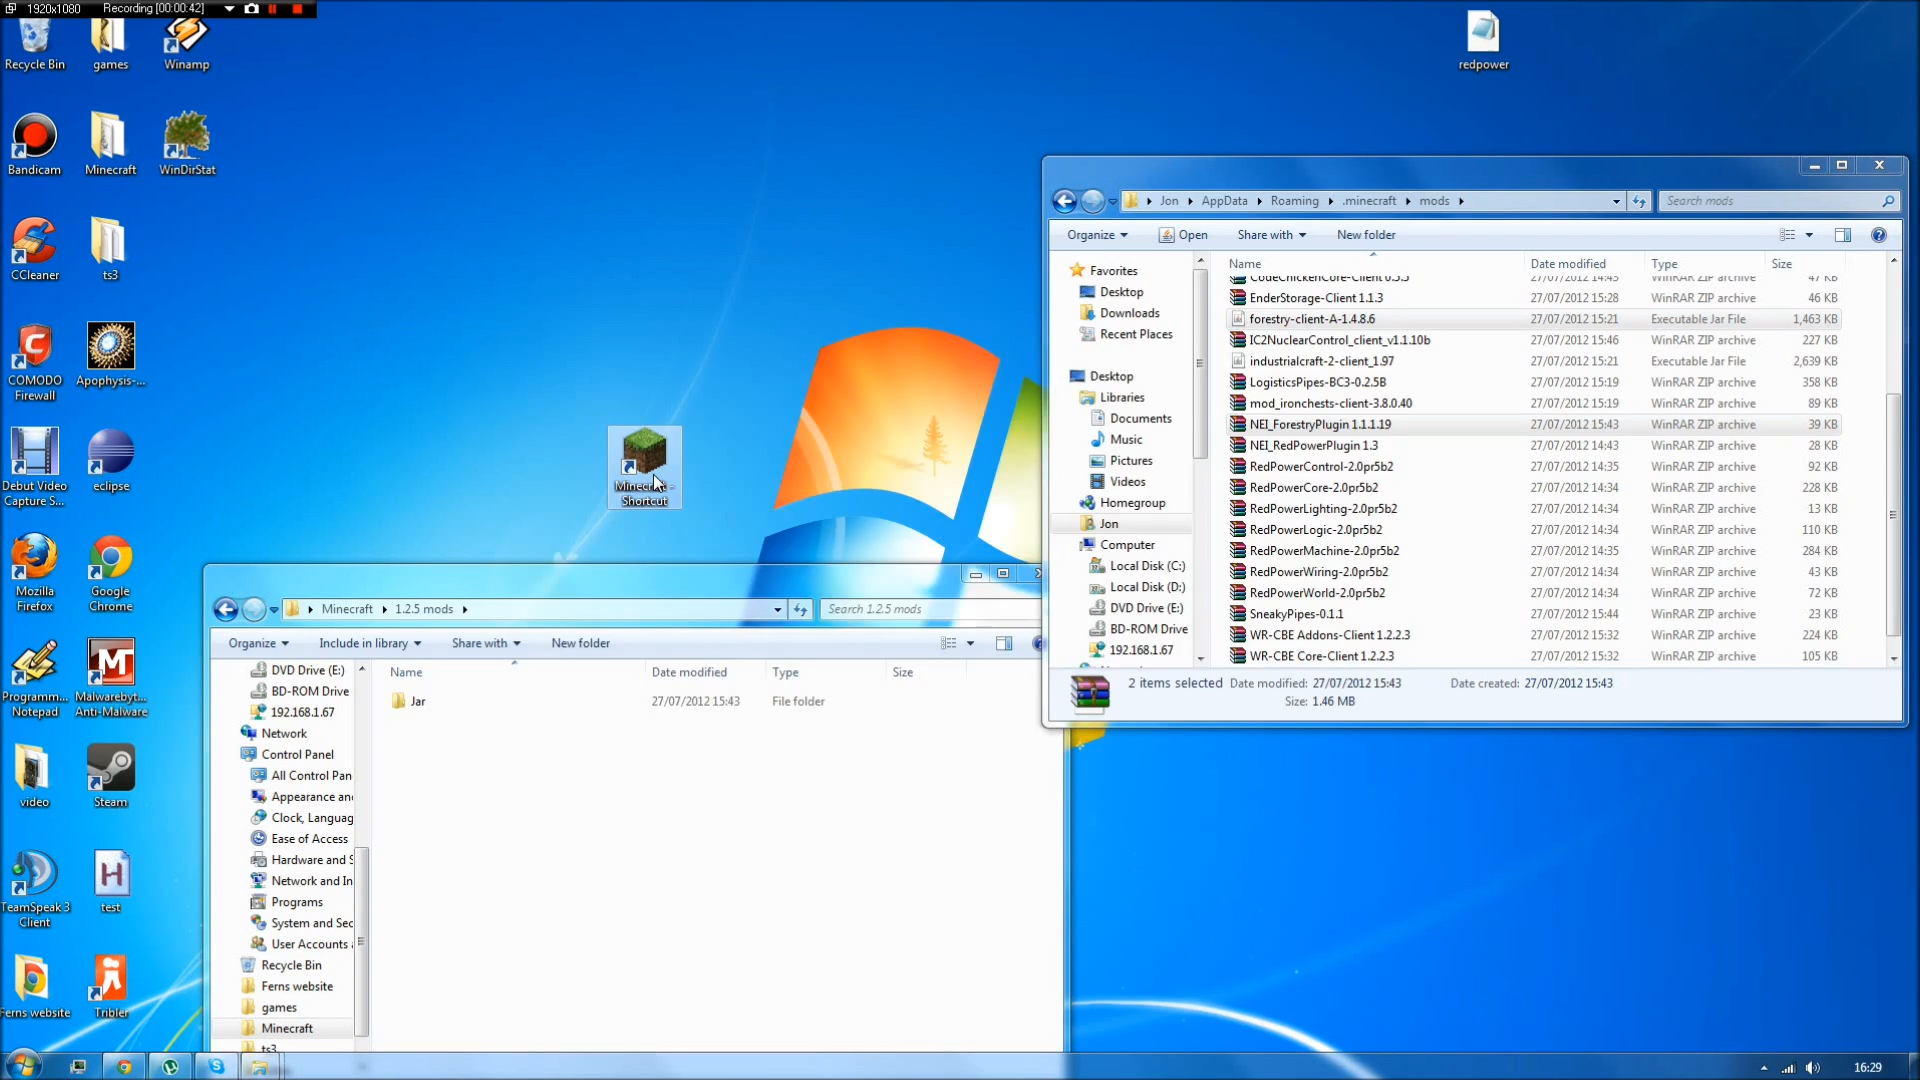 1920x1080 Recording [00:00:42]
Recycle Bin
games
Winamp
redpower
Bandicam
Minecraft
WinDirStat
CCleaner
ts3
COMODO
Firewall
Apophysis-...
Debut Video
Capture S...
eclipse
Mozilla
Firefox
Google
Chrome
Programm...
Notepad
Malwarebyt...
Anti-Malware
video
Steam
TeamSpeak 3
Client
test
Ferns website
Tribler
Shortcut
Jon AppData Roaming .minecraft mods
Search mods
Organize Open Share with New folder
Name Date modified Type Size
Favorites
Desktop
Downloads
Recent Places
Desktop
Libraries
Documents
Music
Pictures
Videos
Homegroup
Jon
Computer
Local Disk (C:)
Local Disk (D:)
DVD Drive (E:)
BD-ROM Drive
192.168.1.67
EnderStorage-Client 1.1.3 27/07/2012 15:28 WinRAR ZIP archive 46 KB
forestry-client-A-1.4.8.6 27/07/2012 15:21 Executable Jar File 1,463 KB
IC2NuclearControl_client_v1.1.10b 27/07/2012 15:46 WinRAR ZIP archive 227 KB
industrialcraft-2-client_1.97 27/07/2012 15:21 Executable Jar File 2,639 KB
LogisticsPipes-BC3-0.2.5B 27/07/2012 15:19 WinRAR ZIP archive 358 KB
mod_ironchests-client-3.8.0.40 27/07/2012 15:19 WinRAR ZIP archive 89 KB
NEI_ForestryPlugin 1.1.1.19 27/07/2012 15:43 WinRAR ZIP archive 39 KB
NEI_RedPowerPlugin 1.3 27/07/2012 14:43 WinRAR ZIP archive 28 KB
RedPowerControl-2.0pr5b2 27/07/2012 14:35 WinRAR ZIP archive 92 KB
RedPowerCore-2.0pr5b2 27/07/2012 14:34 WinRAR ZIP archive 228 KB
RedPowerLighting-2.0pr5b2 27/07/2012 14:34 WinRAR ZIP archive 13 KB
RedPowerLogic-2.0pr5b2 27/07/2012 14:34 WinRAR ZIP archive 110 KB
RedPowerMachine-2.0pr5b2 27/07/2012 14:35 WinRAR ZIP archive 284 KB
RedPowerWiring-2.0pr5b2 27/07/2012 14:34 WinRAR ZIP archive 43 KB
RedPowerWorld-2.0pr5b2 27/07/2012 14:34 WinRAR ZIP archive 72 KB
SneakyPipes-0.1.1 27/07/2012 15:44 WinRAR ZIP archive 23 KB
WR-CBE Addons-Client 1.2.2.3 27/07/2012 15:32 WinRAR ZIP archive 224 KB
WR-CBE Core-Client 1.2.2.3 27/07/2012 15:32 WinRAR ZIP archive 105 KB
2 items selected Date modified: 27/07/2012 15:43 Date created: 27/07/2012 15:43
Size: 1.46 MB
Minecraft 1.2.5 mods
Search 1.2.5 mods
Organize Include in library Share with New folder
Name Date modified Type Size
Jar 27/07/2012 15:43 File folder
DVD Drive (E:)
BD-ROM Drive
192.168.1.67
Network
Control Panel
All Control Pan
Appearance and
Clock, Languag
Ease of Access
Hardware and S
Network and In
Programs
System and Sec
User Accounts
Recycle Bin
Ferns website
games
Minecraft
ts3
16:29